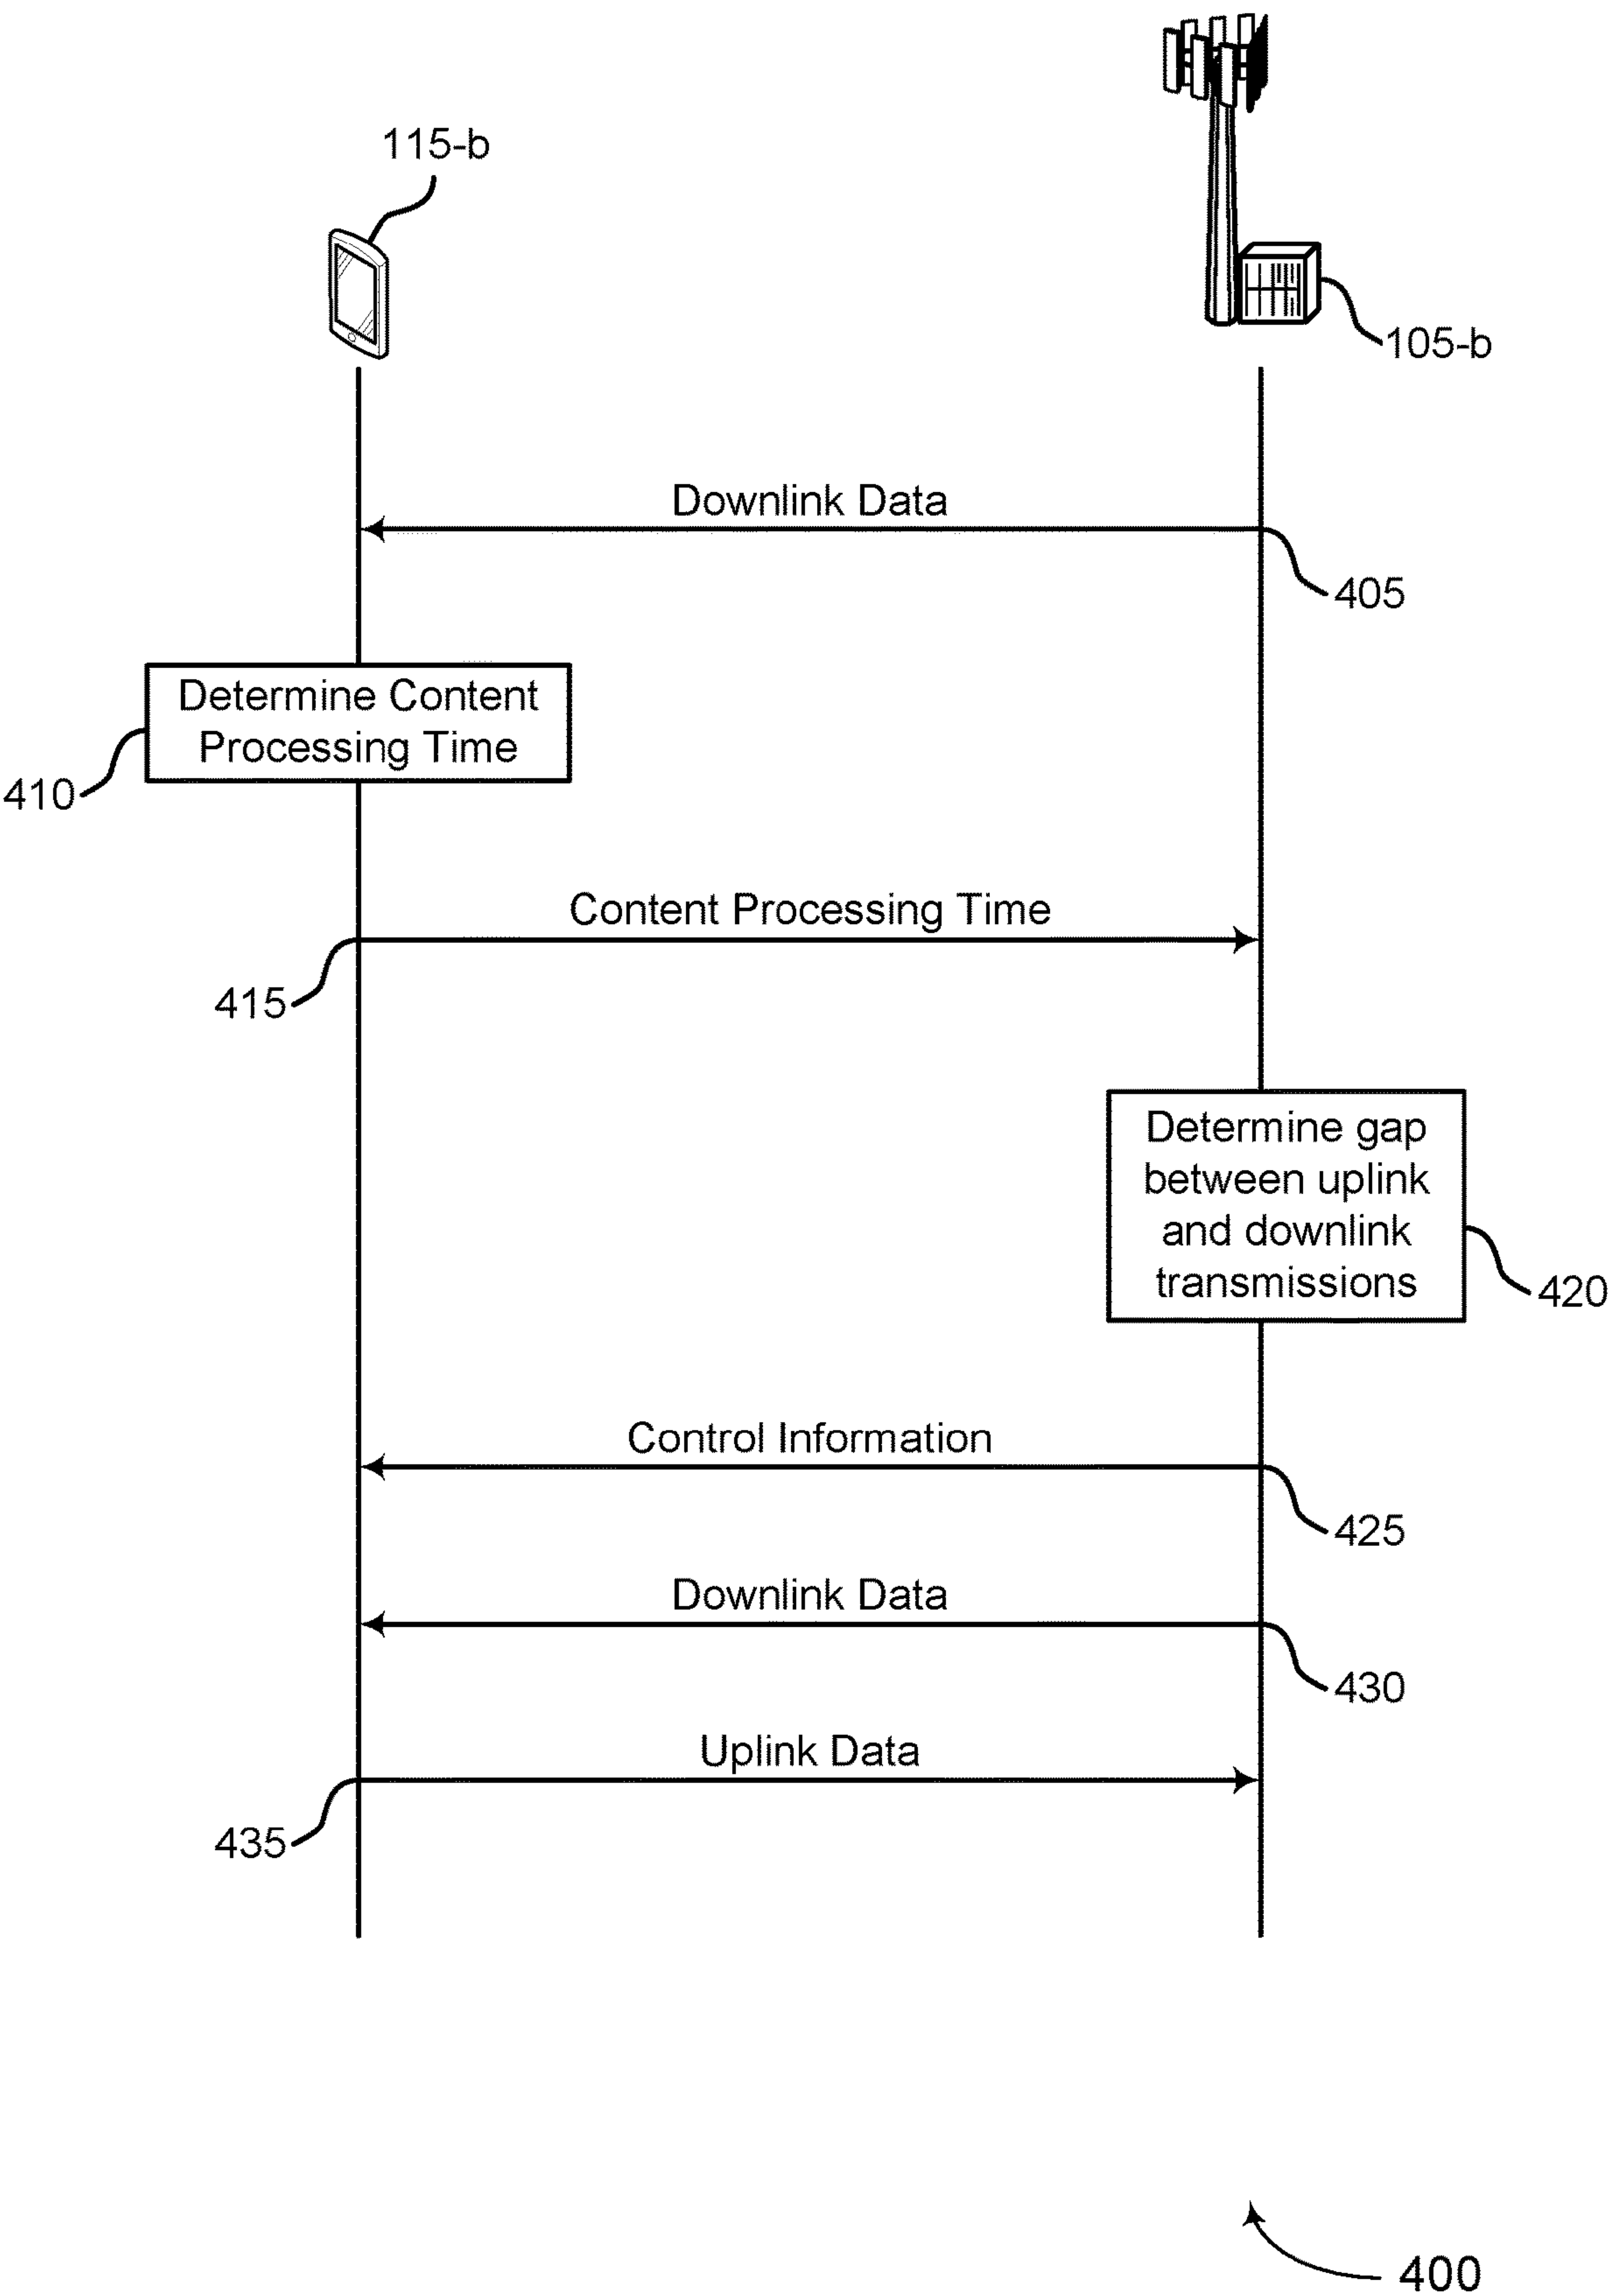 115-b
105-b
Downlink Data
405
Determine Content
Processing Time
410
Content Processing Time
415
Determine gap
between uplink
and downlink
transmissions
420
Control Information
425
Downlink Data
430
Uplink Data
435
400